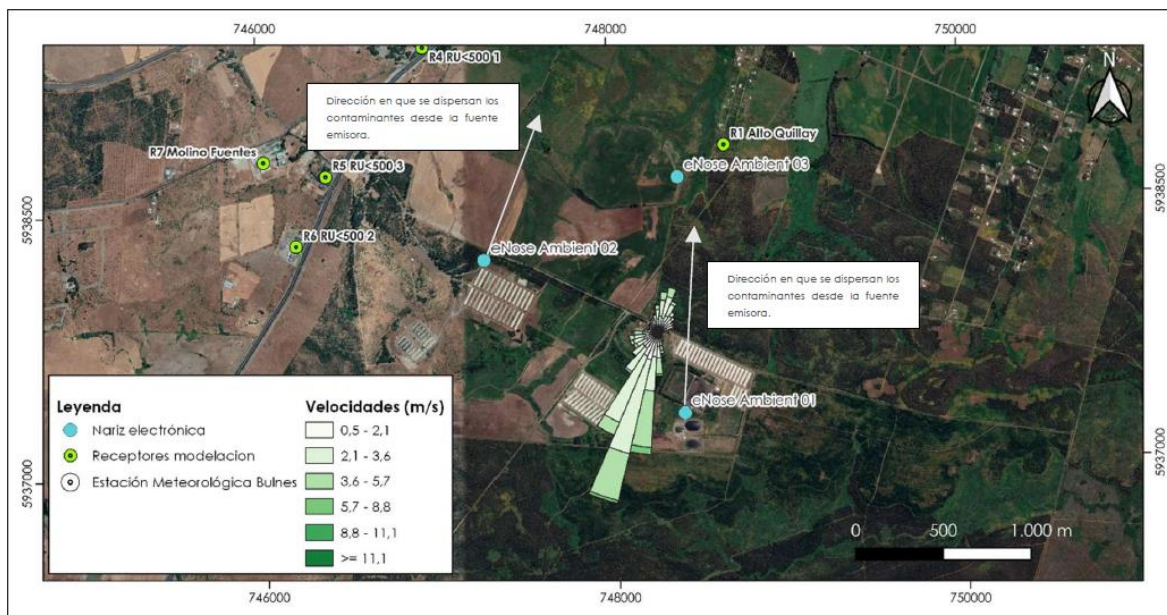 746000
748000
750000
R4 RU<500 1
N
Dirección en que se dispersan los
contaminantes desde la fuente
emisora.
R7 Molino Fuentes
R5 RU<500 3
R1 Alto Quillay
eNose Ambient 03
5938500
5938500
R6 RU<500 2
eNose Ambient 02
Dirección en que se dispersan los
contaminantes desde la fuente
emisora.
eNose Ambient 01
Leyenda
Nariz electrónica
Receptores modelacion
Estación Meteorológica Bulnes
Velocidades (m/s)
0,5 - 2,1
2,1 - 3,6
3,6 - 5,7
5,7 - 8,8
8,8 - 11,1
>= 11,1
5937000
5937000
0
500
1.000 m
746000
748000
750000